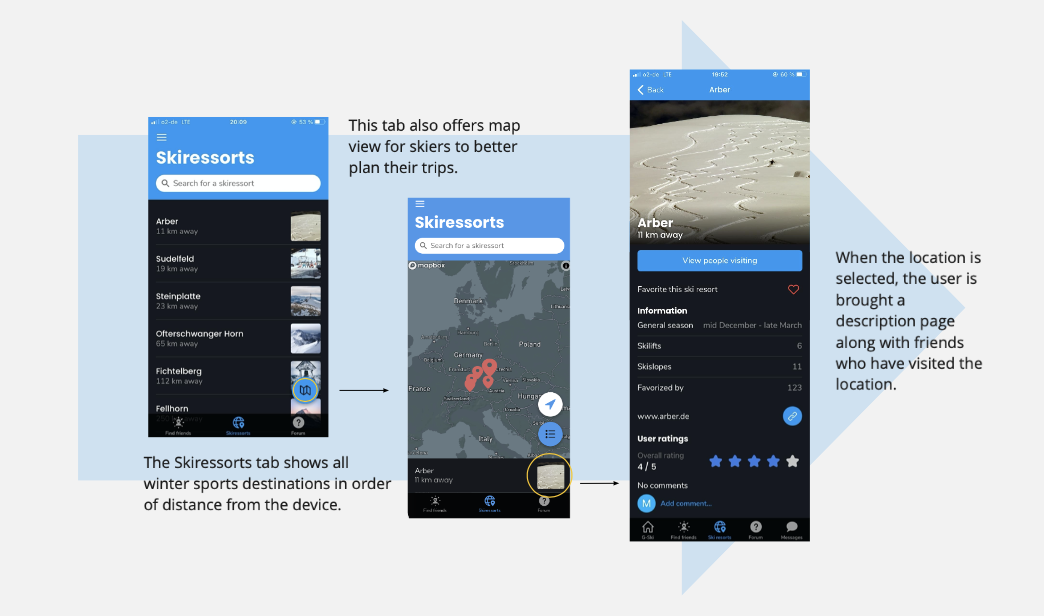 o2-de LTE
20:09
53 %
Skiressorts
Search for a skiressort
Arber
11 km away
Sudelfeld
19 km away
Steinplatte
23 km away
Ofterschwanger Horn
65 km away
Fichtelberg
112 km away
Fellhorn
Find friends
Skiressorts
Forum
The Skiressorts tab shows all
winter sports destinations in order
of distance from the device.
This tab also offers map
view for skiers to better
plan their trips.
Skiressorts
Search for a skiressort
mapbox
Denmark
Berlin
Poland
Germany
Belgium
France
Slovakia
Switzerland
Croatia
Italy
Arber
11 km away
Find friends
Skiressorts
Forum
o2-de LTE
19:52
60 %
Back
Arber
Arber
11 km away
View people visiting
Favorite this ski resort
Information
General season
mid December - late March
Skilifts
6
Skislopes
11
Favorized by
123
www.arber.de
User ratings
Overall rating
4 / 5
No comments
M
Add comment...
G-Ski
Find friends
Ski resorts
Forum
Messages
When the location is
selected, the user is
brought a
description page
along with friends
who have visited the
location.